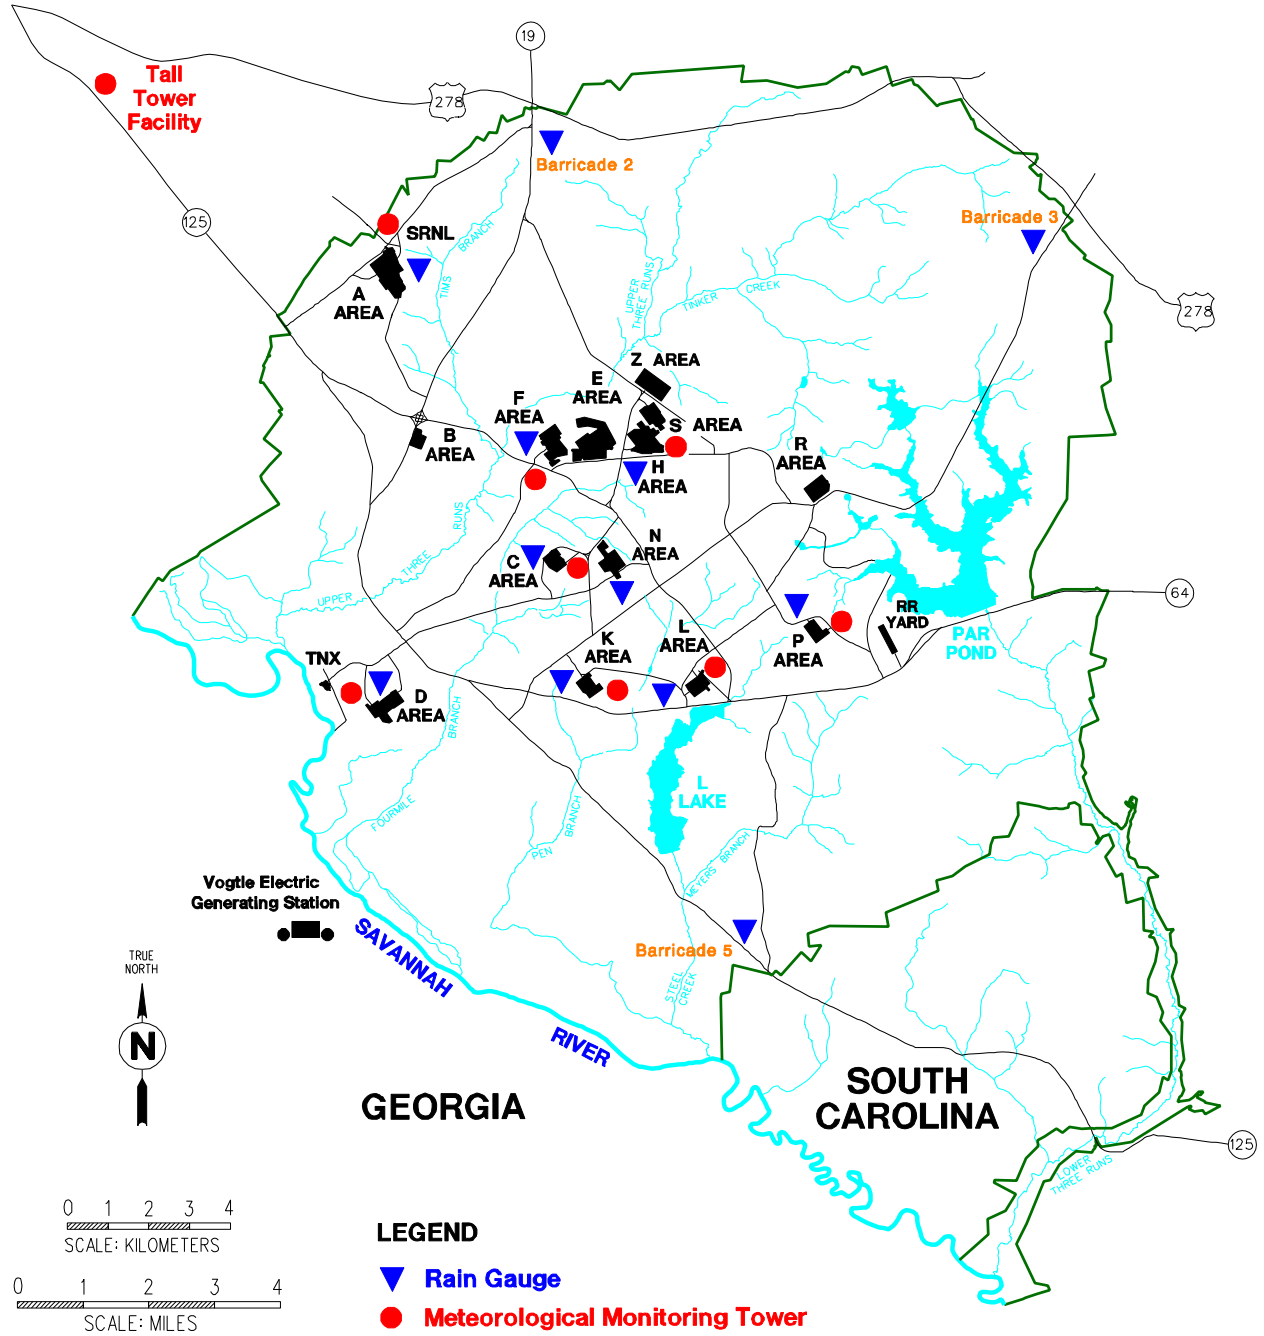 19
Tall
Tower
Facility
278
Barricade 2
125
Barricade 3
SRNL
BRANCH
TIMS
A
AREA
UPPER
THREE RUNS
TINKER
CREEK
278
Z AREA
E
AREA
F
AREA
S AREA
B
AREA
R
AREA
H
AREA
RUNS
THREE
UPPER
N
AREA
C
AREA
64
RR
YARD
PAR
POND
P
AREA
K
AREA
L
AREA
TNX
D
AREA
BRANCH
L
LAKE
FOURMILE
BRANCH
PEN
MEYERS BRANCH
Vogtle Electric
Generating Station
SAVANNAH
RIVER
Barricade 5
STEEL
CREEK
TRUE
NORTH
N
GEORGIA
SOUTH
CAROLINA
125
LOWER
THREE RUNS
0 1 2 3 4
SCALE: KILOMETERS
0 1 2 3 4
SCALE: MILES
LEGEND
Rain Gauge
Meteorological Monitoring Tower